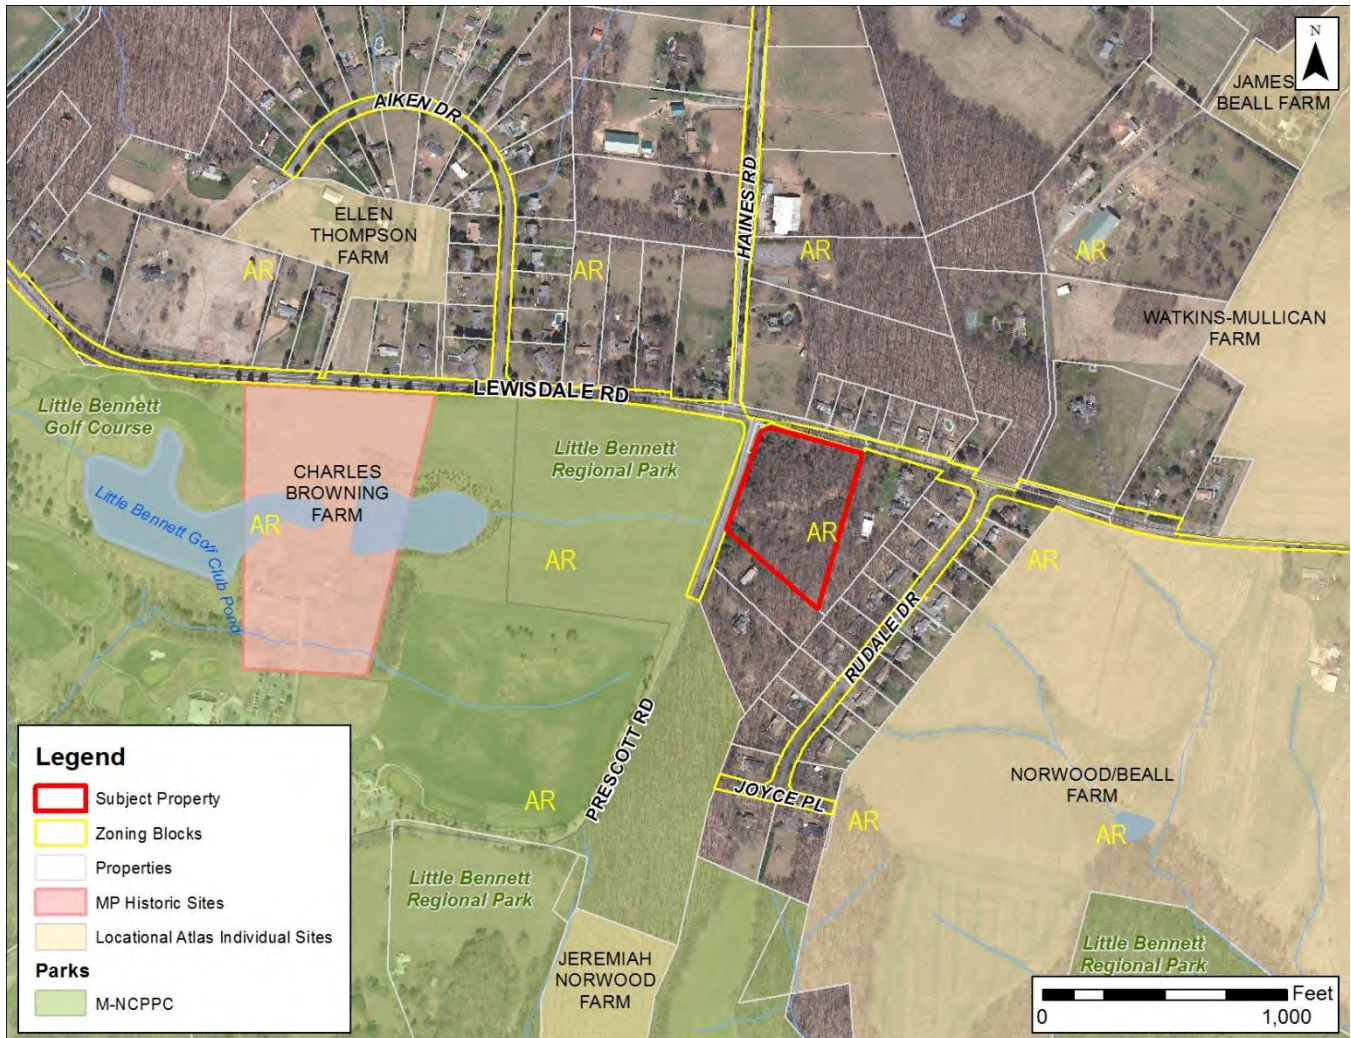 N
JAMES
BEALL FARM
AIKEN DR
HAINES RD
ELLEN
THOMPSON
FARM
AR
AR
AR
AR
WATKINS-MULLICAN
FARM
LEWISDALE RD
Little Bennett
Golf Course
Little Bennett
Regional Park
CHARLES
BROWNING
FARM
Little Bennett Golf Club Pond
AR
AR
AR
AR
RUDALE DR
PRESCOTT RD
JOYCE PL
NORWOOD/BEALL
FARM
AR
AR
AR
Little Bennett
Regional Park
Little Bennett
Regional Park
JEREMIAH
NORWOOD
FARM
Legend
Subject Property
Zoning Blocks
Properties
MP Historic Sites
Locational Atlas Individual Sites
Parks
M-NCPPC
Feet
0 1,000